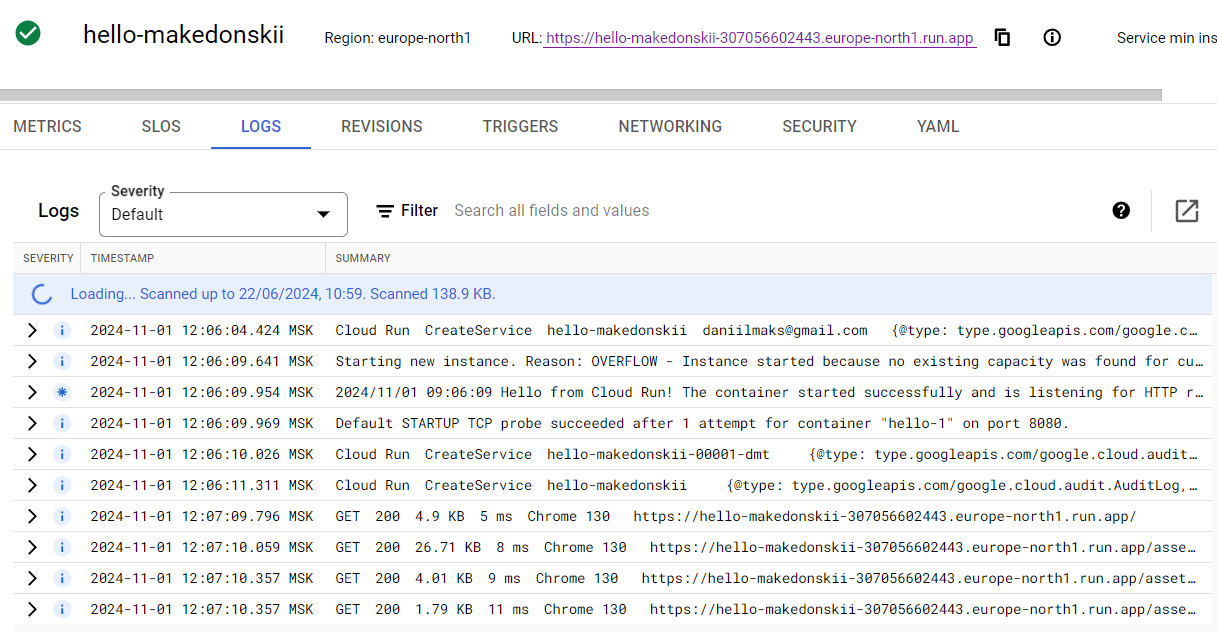 hello-makedonskii Region: europe-north1 URL: https://hello-makedonskii-307056602443.europe-north1.run.app Service min ins
METRICS SLOS LOGS REVISIONS TRIGGERS NETWORKING SECURITY YAML
Severity
Logs Default Filter Search all fields and values
SEVERITY TIMESTAMP SUMMARY
Loading... Scanned up to 22/06/2024, 10:59. Scanned 138.9 KB.
2024-11-01 12:06:04.424 MSK Cloud Run CreateService hello-makedonskii daniilmaks@gmail.com {@type: type.googleapis.com/google.c…
2024-11-01 12:06:09.641 MSK Starting new instance. Reason: OVERFLOW - Instance started because no existing capacity was found for cu…
2024-11-01 12:06:09.954 MSK 2024/11/01 09:06:09 Hello from Cloud Run! The container started successfully and is listening for HTTP r…
2024-11-01 12:06:09.969 MSK Default STARTUP TCP probe succeeded after 1 attempt for container "hello-1" on port 8080.
2024-11-01 12:06:10.026 MSK Cloud Run CreateService hello-makedonskii-00001-dmt {@type: type.googleapis.com/google.cloud.audit…
2024-11-01 12:06:11.311 MSK Cloud Run CreateService hello-makedonskii {@type: type.googleapis.com/google.cloud.audit.AuditLog,…
2024-11-01 12:07:09.796 MSK GET 200 4.9 KB 5 ms Chrome 130 https://hello-makedonskii-307056602443.europe-north1.run.app/
2024-11-01 12:07:10.059 MSK GET 200 26.71 KB 8 ms Chrome 130 https://hello-makedonskii-307056602443.europe-north1.run.app/asse…
2024-11-01 12:07:10.357 MSK GET 200 4.01 KB 9 ms Chrome 130 https://hello-makedonskii-307056602443.europe-north1.run.app/asset…
2024-11-01 12:07:10.357 MSK GET 200 1.79 KB 11 ms Chrome 130 https://hello-makedonskii-307056602443.europe-north1.run.app/asse…